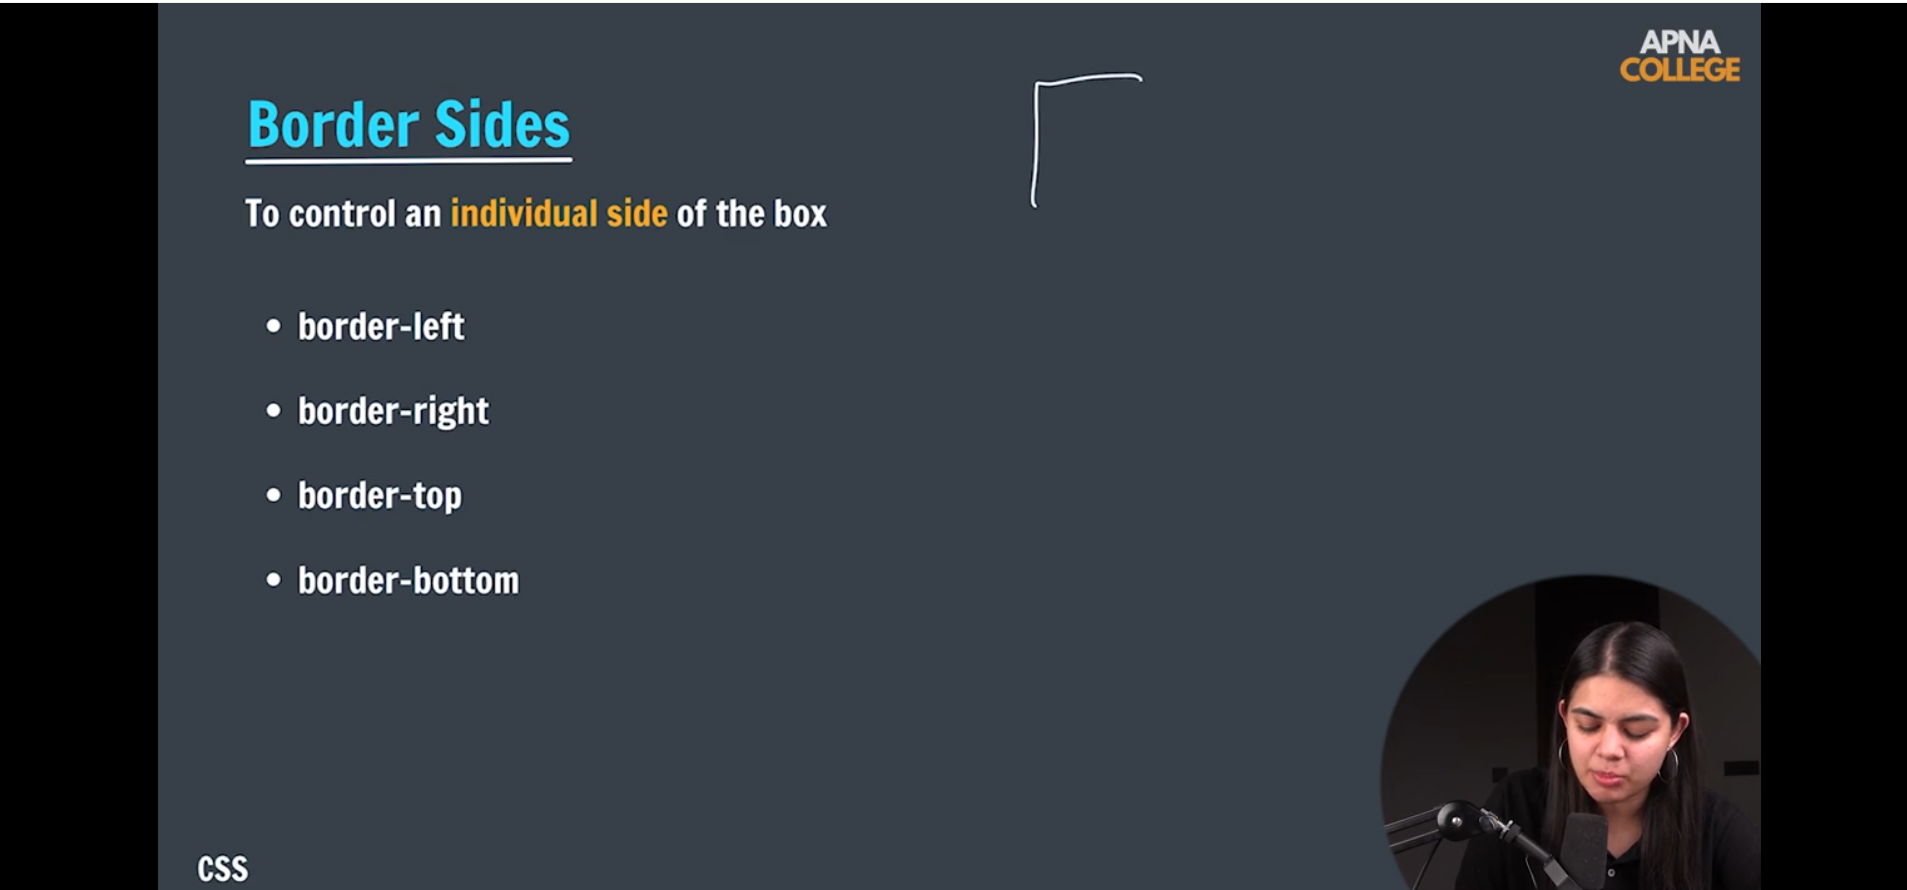 APNA
COLLEGE
Border Sides
To control an individual side of the box
• border-left
• border-right
• border-top
• border-bottom
CSS